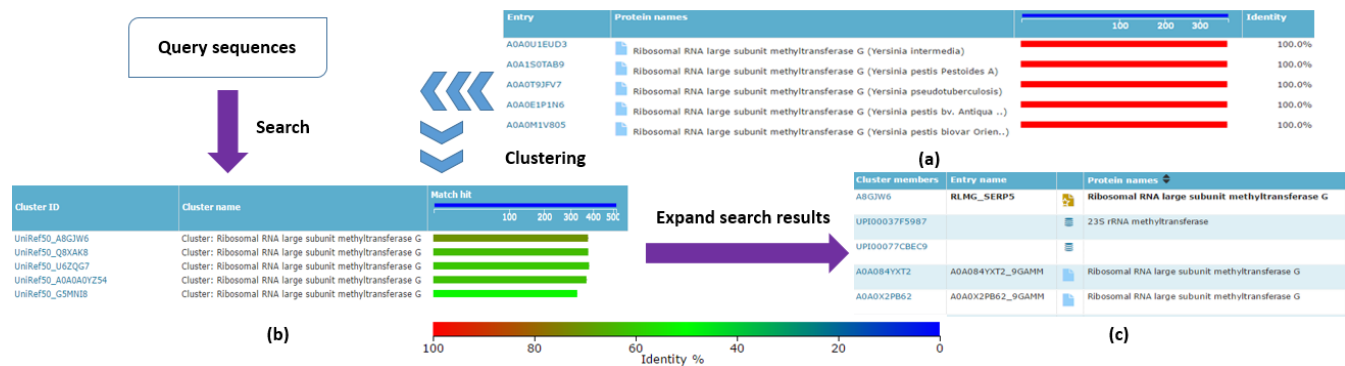 Query sequences
Search
Entry Protein names 100 200 300 Identity
A0A0U1EUD3 Ribosomal RNA large subunit methyltransferase G (Yersinia intermedia) 100.0%
A0A1S0TAB9 Ribosomal RNA large subunit methyltransferase G (Yersinia pestis Pestoides A) 100.0%
A0A0T9JFV7 Ribosomal RNA large subunit methyltransferase G (Yersinia pseudotuberculosis) 100.0%
A0A0E1P1N6 Ribosomal RNA large subunit methyltransferase G (Yersinia pestis bv. Antiqua ..) 100.0%
A0A0M1V805 Ribosomal RNA large subunit methyltransferase G (Yersinia pestis biovar Orien..) 100.0%
(a)
Clustering
Cluster ID Cluster name Match hit
100 200 300 400 500
UniRef50_A8GJW6 Cluster: Ribosomal RNA large subunit methyltransferase G
UniRef50_Q8XAK8 Cluster: Ribosomal RNA large subunit methyltransferase G
UniRef50_U6ZQG7 Cluster: Ribosomal RNA large subunit methyltransferase G
UniRef50_A0A0A0YZ54 Cluster: Ribosomal RNA large subunit methyltransferase G
UniRef50_G5MNI8 Cluster: Ribosomal RNA large subunit methyltransferase G
(b)
Expand search results
Cluster members Entry name Protein names
A8GJW6 RLMG_SERP5 Ribosomal RNA large subunit methyltransferase G
UPI00037F5987 23S rRNA methyltransferase
UPI00077CBEC9
A0A084YXT2 A0A084YXT2_9GAMM Ribosomal RNA large subunit methyltransferase G
A0A0X2PB62 A0A0X2PB62_9GAMM Ribosomal RNA large subunit methyltransferase G
(c)
100 80 60 40 20 0
Identity %